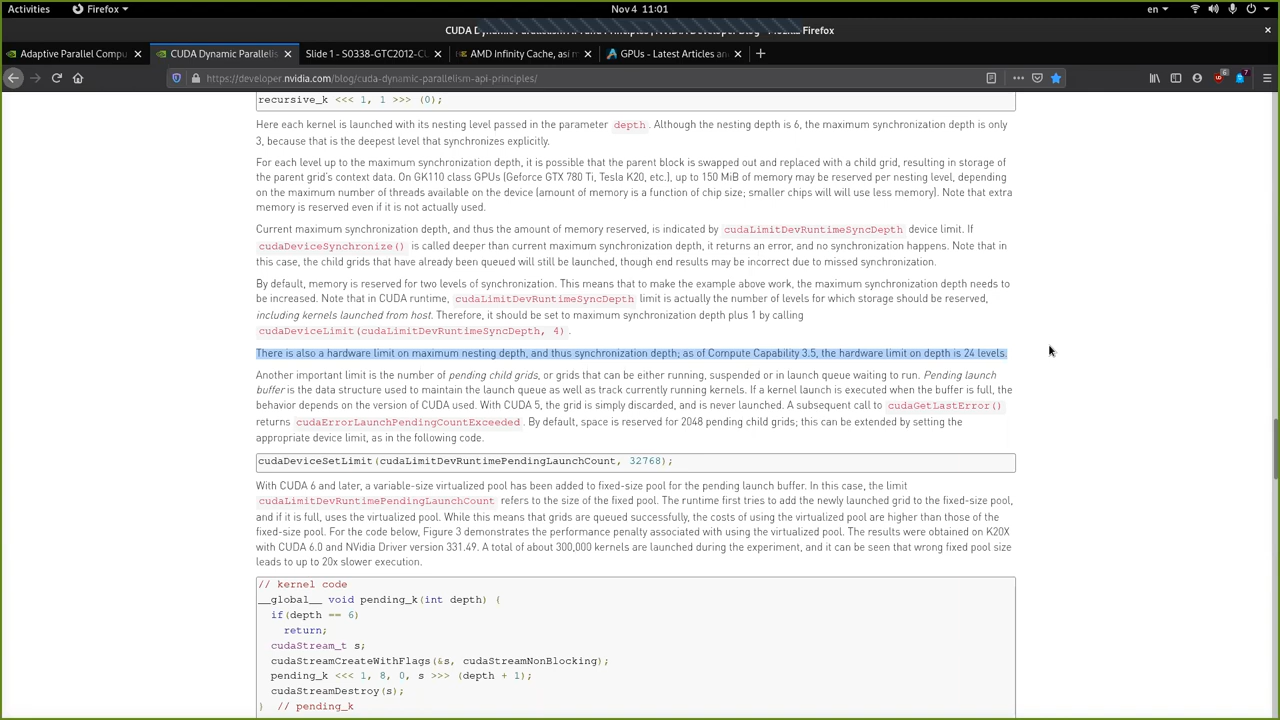 Activities
Firefox
Nov 4 11:01
en
Adaptive Parallel Compu
CUDA Dynamic Parallelis
Slide 1 - S0338-GTC2012-CU
AMD Infinity Cache, así m
GPUs - Latest Articles an
https://developer.nvidia.com/blog/cuda-dynamic-parallelism-api-principles/
recursive_k <<< 1, 1 >>> (0);
Here each kernel is launched with its nesting level passed in the parameter depth. Although the nesting depth is 6, the maximum synchronization depth is only
3, because that is the deepest level that synchronizes explicitly.
For each level up to the maximum synchronization depth, it is possible that the parent block is swapped out and replaced with a child grid, resulting in storage of
the parent grid's context data. On GK110 class GPUs (Geforce GTX 780 Ti, Tesla K20, etc.), up to 150 MiB of memory may be reserved per nesting level, depending
on the maximum number of threads available on the device (amount of memory is a function of chip size; smaller chips will will use less memory). Note that extra
memory is reserved even if it is not actually used.
Current maximum synchronization depth, and thus the amount of memory reserved, is indicated by cudaLimitDevRuntimeSyncDepth device limit. If
cudaDeviceSynchronize() is called deeper than current maximum synchronization depth, it returns an error, and no synchronization happens. Note that in
this case, the child grids that have already been queued will still be launched, though end results may be incorrect due to missed synchronization.
By default, memory is reserved for two levels of synchronization. This means that to make the example above work, the maximum synchronization depth needs to
be increased. Note that in CUDA runtime, cudaLimitDevRuntimeSyncDepth limit is actually the number of levels for which storage should be reserved,
including kernels launched from host. Therefore, it should be set to maximum synchronization depth plus 1 by calling
cudaDeviceLimit(cudaLimitDevRuntimeSyncDepth, 4).
There is also a hardware limit on maximum nesting depth, and thus synchronization depth; as of Compute Capability 3.5, the hardware limit on depth is 24 levels.
Another important limit is the number of pending child grids, or grids that can be either running, suspended or in launch queue waiting to run. Pending launch
buffer is the data structure used to maintain the launch queue as well as track currently running kernels. If a kernel launch is executed when the buffer is full, the
behavior depends on the version of CUDA used. With CUDA 5, the grid is simply discarded, and is never launched. A subsequent call to cudaGetLastError()
returns cudaErrorLaunchPendingCountExceeded. By default, space is reserved for 2048 pending child grids; this can be extended by setting the
appropriate device limit, as in the following code.
cudaDeviceSetLimit(cudaLimitDevRuntimePendingLaunchCount, 32768);
With CUDA 6 and later, a variable-size virtualized pool has been added to fixed-size pool for the pending launch buffer. In this case, the limit
cudaLimitDevRuntimePendingLaunchCount refers to the size of the fixed pool. The runtime first tries to add the newly launched grid to the fixed-size pool,
and if it is full, uses the virtualized pool. While this means that grids are queued successfully, the costs of using the virtualized pool are higher than those of the
fixed-size pool. For the code below, Figure 3 demonstrates the performance penalty associated with using the virtualized pool. The results were obtained on K20X
with CUDA 6.0 and NVidia Driver version 331.49. A total of about 300,000 kernels are launched during the experiment, and it can be seen that wrong fixed pool size
leads to up to 20x slower execution.
// kernel code
__global__ void pending_k(int depth) {
if(depth == 6)
return;
cudaStream_t s;
cudaStreamCreateWithFlags(&s, cudaStreamNonBlocking);
pending_k <<< 1, 8, 0, s >>> (depth + 1);
cudaStreamDestroy(s);
} // pending_k